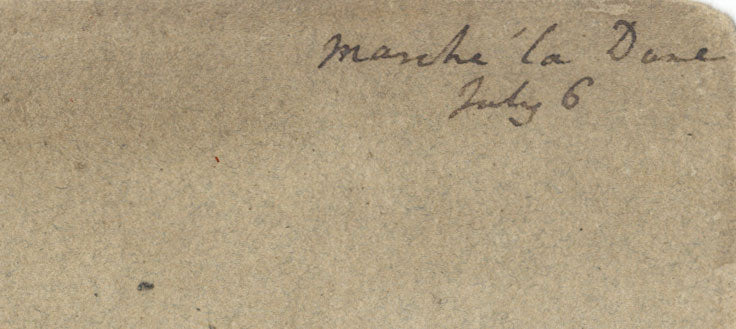 Marche' la Dane
July 6